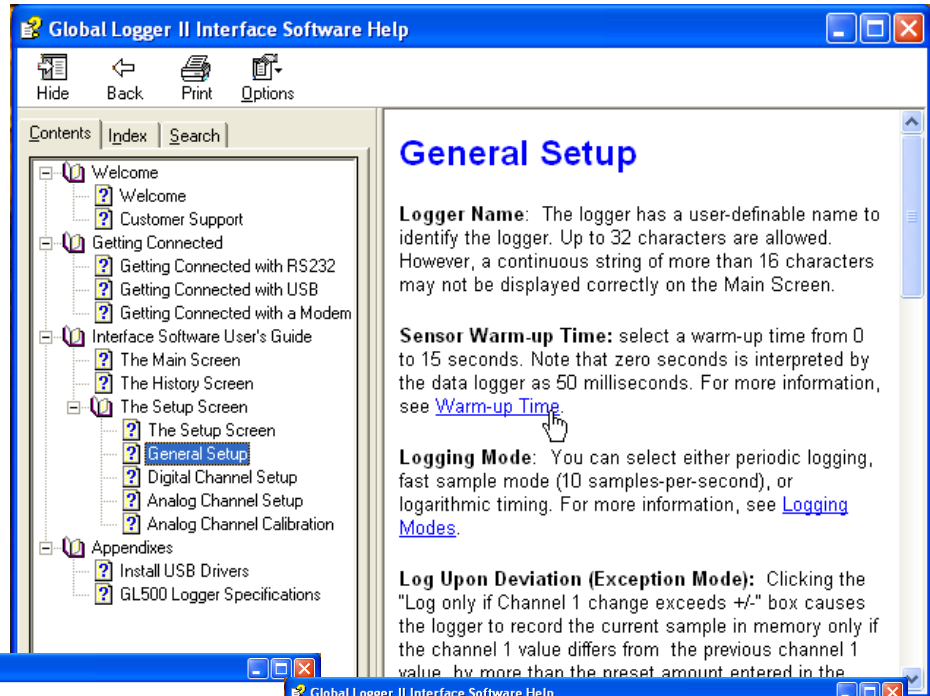 Global Logger II Interface Software Help
Hide Back Print Options
Contents Index Search
Welcome
Welcome
Customer Support
Getting Connected
Getting Connected with RS232
Getting Connected with USB
Getting Connected with a Modem
Interface Software User's Guide
The Main Screen
The History Screen
The Setup Screen
The Setup Screen
General Setup
Digital Channel Setup
Analog Channel Setup
Analog Channel Calibration
Appendixes
Install USB Drivers
GL500 Logger Specifications
General Setup
Logger Name: The logger has a user-definable name to
identify the logger. Up to 32 characters are allowed.
However, a continuous string of more than 16 characters
may not be displayed correctly on the Main Screen.
Sensor Warm-up Time: select a warm-up time from 0
to 15 seconds. Note that zero seconds is interpreted by
the data logger as 50 milliseconds. For more information,
see Warm-up Time.
Logging Mode: You can select either periodic logging,
fast sample mode (10 samples-per-second), or
logarithmic timing. For more information, see Logging
Modes.
Log Upon Deviation (Exception Mode): Clicking the
"Log only if Channel 1 change exceeds +/-" box causes
the logger to record the current sample in memory only if
the channel 1 value differs from the previous channel 1
value by more than the preset amount entered in the
Global Logger II Interface Software Help